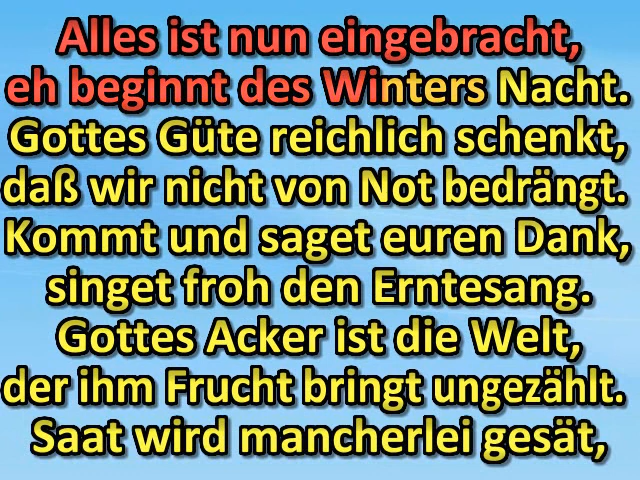 Alles ist nun eingebracht,
eh beginnt des Winters Nacht.
Gottes Güte reichlich schenkt,
daß wir nicht von Not bedrängt.
Kommt und saget euren Dank,
singet froh den Erntesang.
Gottes Acker ist die Welt,
der ihm Frucht bringt ungezählt.
Saat wird mancherlei gesät,